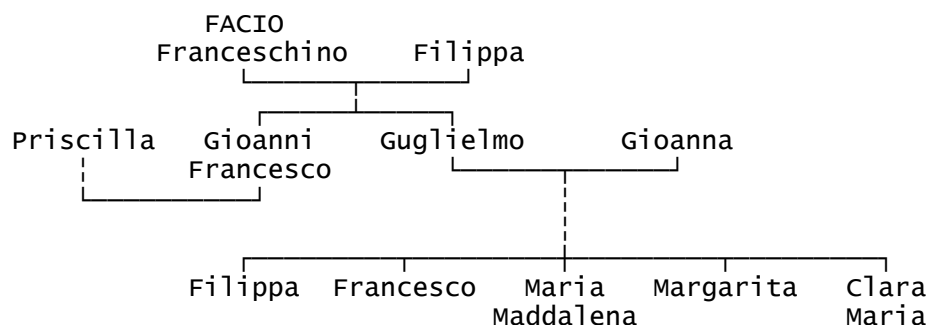 FACIO
Franceschino Filippa
Priscilla Gioanni Guglielmo Gioanna
Francesco
Filippa Francesco Maria Margarita Clara
Maddalena Maria